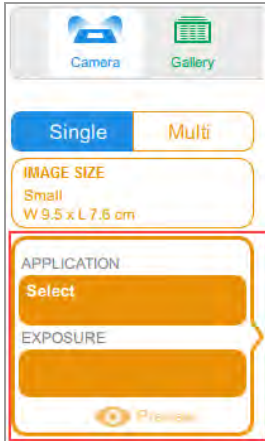 Camera Gallery
Single Multi
IMAGE SIZE
Small
W 9.5 x L 7.6 cm
APPLICATION
Select
EXPOSURE
Preview